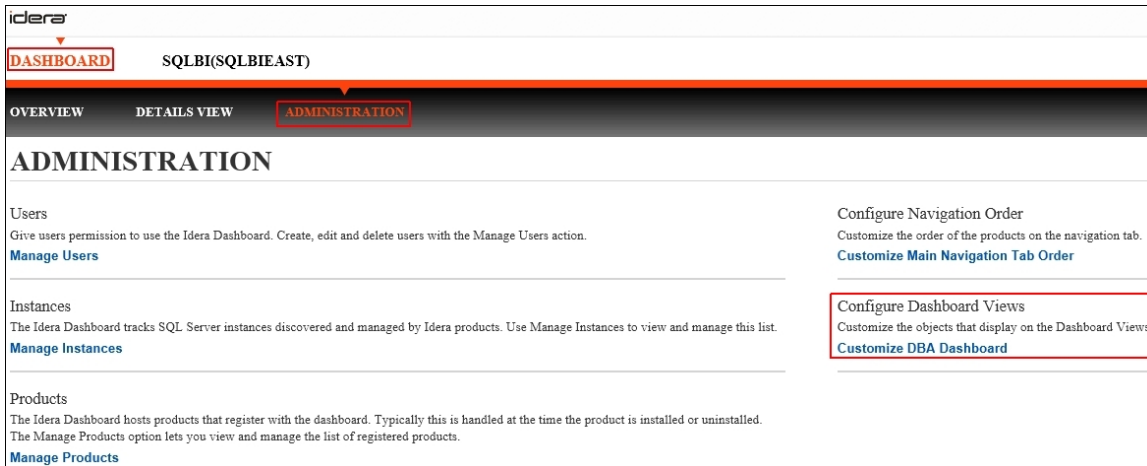 idera
DASHBOARD SQLBI(SQLBIEAST)
OVERVIEW DETAILS VIEW ADMINISTRATION
ADMINISTRATION
Users
Give users permission to use the Idera Dashboard. Create, edit and delete users with the Manage Users action.
Manage Users
Instances
The Idera Dashboard tracks SQL Server instances discovered and managed by Idera products. Use Manage Instances to view and manage this list.
Manage Instances
Products
The Idera Dashboard hosts products that register with the dashboard. Typically this is handled at the time the product is installed or uninstalled.
The Manage Products option lets you view and manage the list of registered products.
Manage Products
Configure Navigation Order
Customize the order of the products on the navigation tab.
Customize Main Navigation Tab Order
Configure Dashboard Views
Customize the objects that display on the Dashboard Views
Customize DBA Dashboard